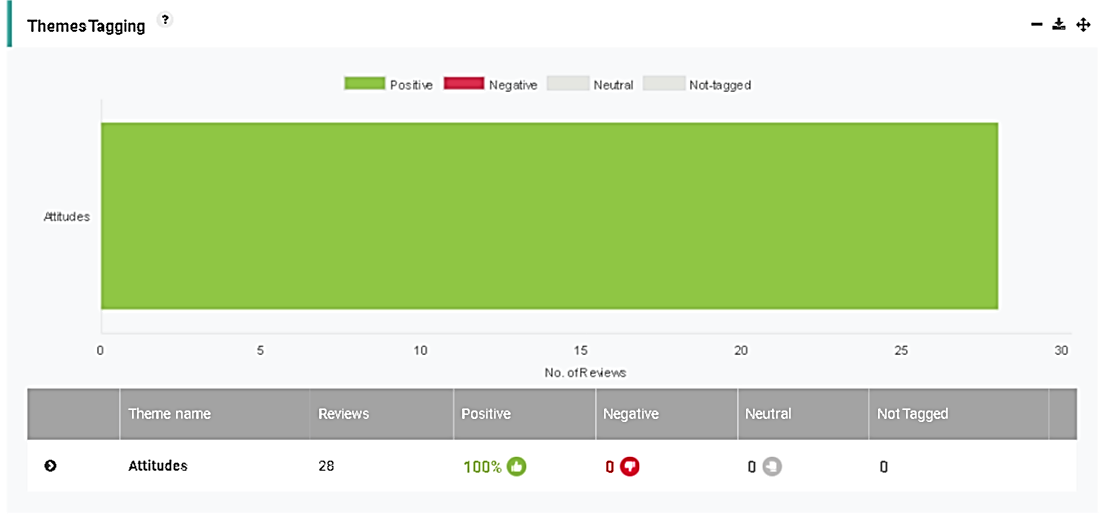 Themes Tagging ?
Positive Negative Neutral Not-tagged
Attitudes
0 5 10 15 20 25 30
No. of Reviews
Theme name Reviews Positive Negative Neutral Not Tagged
Attitudes 28 100% 0 0 0